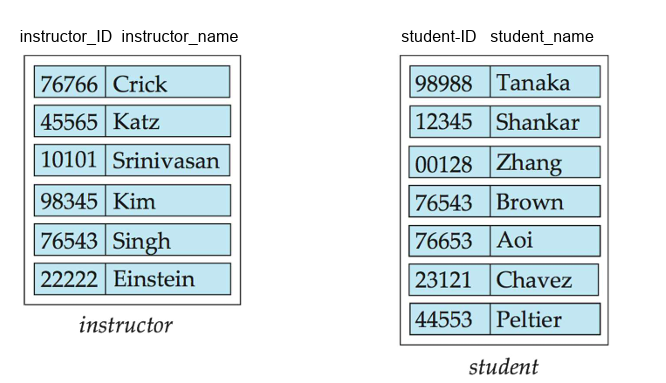 instructor_ID instructor_name
76766 Crick
45565 Katz
10101 Srinivasan
98345 Kim
76543 Singh
22222 Einstein
instructor
student-ID student_name
98988 Tanaka
12345 Shankar
00128 Zhang
76543 Brown
76653 Aoi
23121 Chavez
44553 Peltier
student